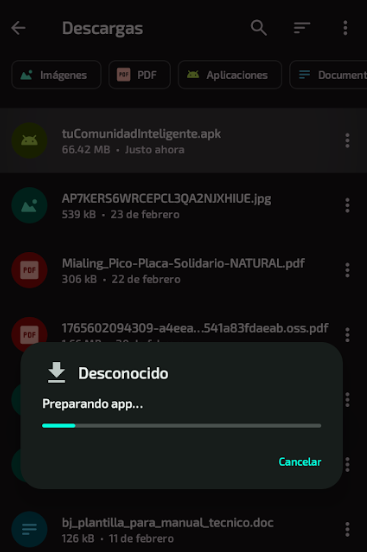 Descargas
Imágenes
PDF
Aplicaciones
Document
tuComunidadInteligente.apk
66.42 MB • Justo ahora
AP7KERS6WRCEPCL3QA2NJXHIUE.jpg
539 kB • 23 de febrero
PDF
Mialing_Pico-Placa-Solidario-NATURAL.pdf
306 kB • 22 de febrero
PDF
1765602094309-a4eea...541a83fdaeab.oss.pdf
Desconocido
Preparando app...
Cancelar
bj_plantilla_para_manual_tecnico.doc
126 kB • 11 de febrero